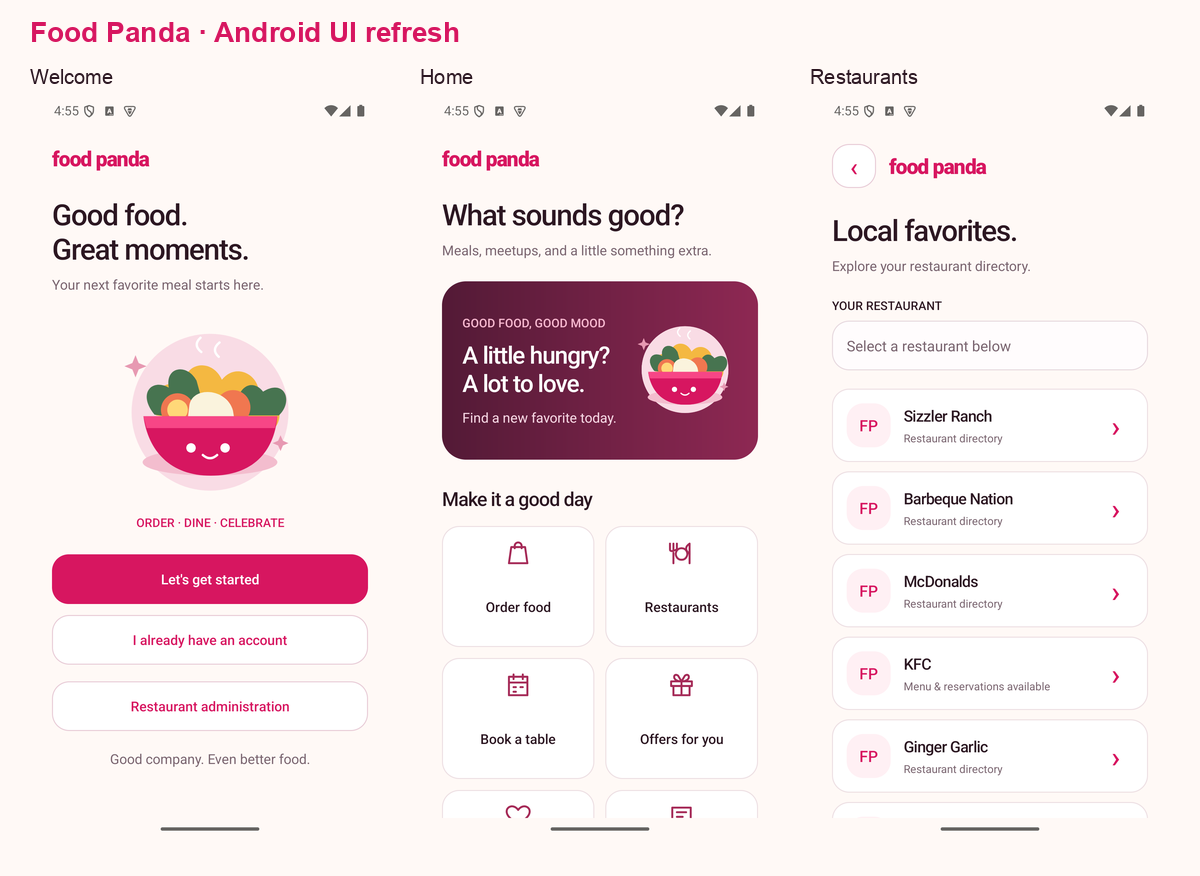 Food Panda · Android UI refresh
Welcome
4:55
food panda
Good food.
Great moments.
Your next favorite meal starts here.
ORDER · DINE · CELEBRATE
Let's get started
I already have an account
Restaurant administration
Good company. Even better food.
Home
4:55
food panda
What sounds good?
Meals, meetups, and a little something extra.
GOOD FOOD, GOOD MOOD
A little hungry?
A lot to love.
Find a new favorite today.
Make it a good day
Order food
Restaurants
Book a table
Offers for you
Restaurants
4:55
food panda
Local favorites.
Explore your restaurant directory.
YOUR RESTAURANT
Select a restaurant below
FP
Sizzler Ranch
Restaurant directory
FP
Barbeque Nation
Restaurant directory
FP
McDonalds
Restaurant directory
FP
KFC
Menu & reservations available
FP
Ginger Garlic
Restaurant directory